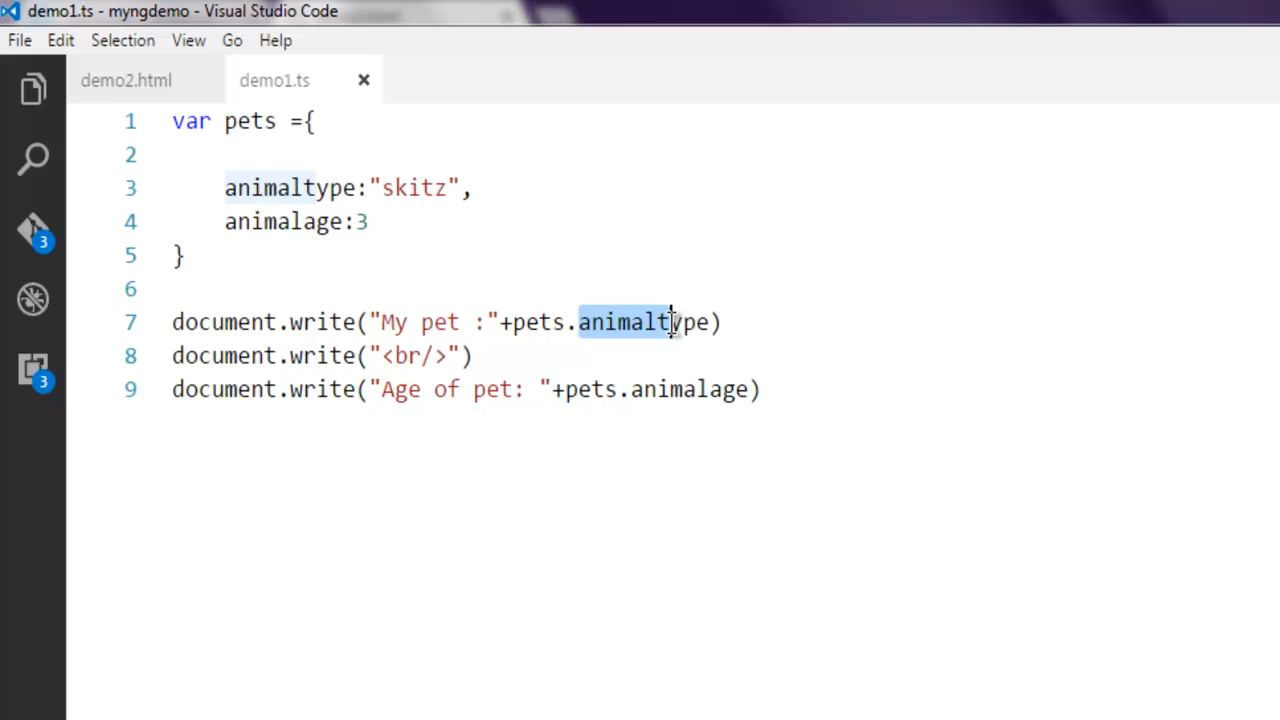 demo1.ts - myngdemo - Visual Studio Code
File Edit Selection View Go Help
demo2.html demo1.ts
1 var pets ={
2
3 animaltype:"skitz",
4 animalage:3
5 }
6
7 document.write("My pet :"+pets.animaltype)
8 document.write("<br/>")
9 document.write("Age of pet: "+pets.animalage)
3
3